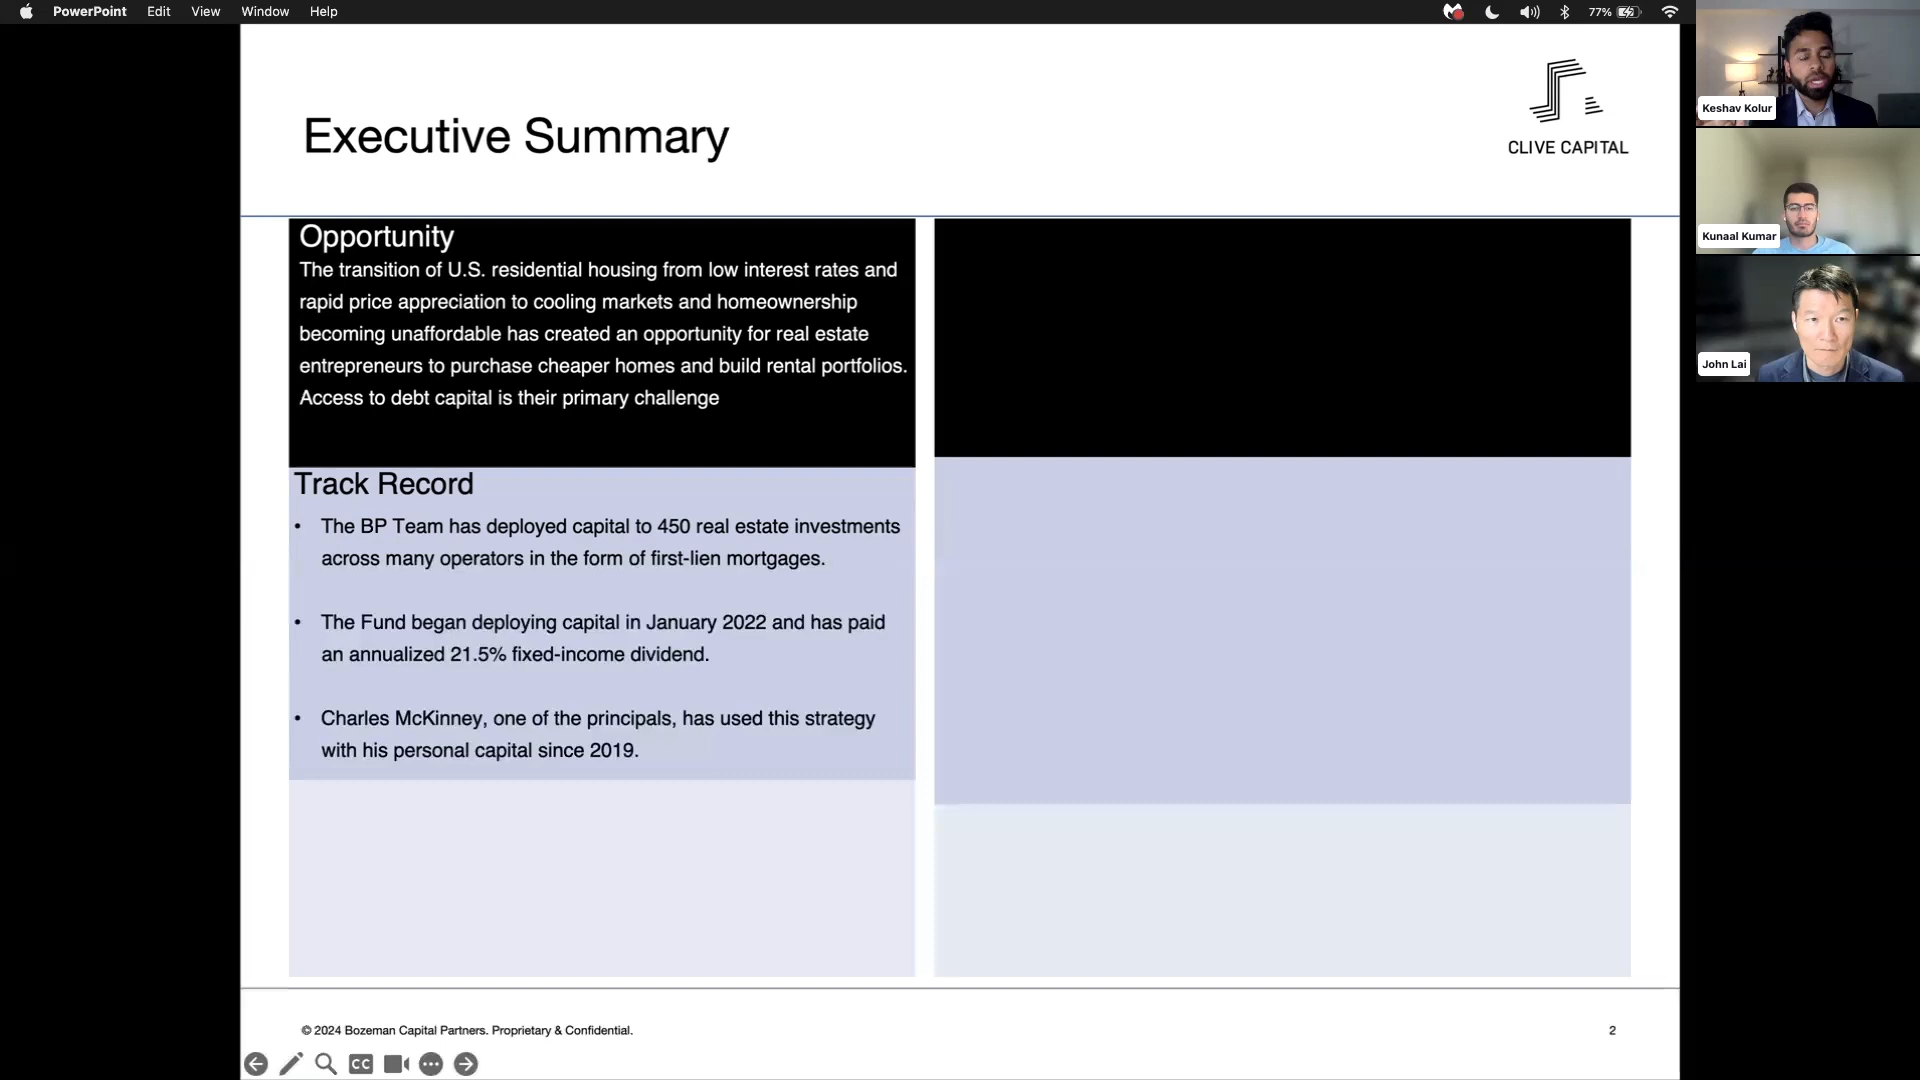 PowerPoint Edit View Window Help
77%
Executive Summary
CLIVE CAPITAL
Opportunity
The transition of U.S. residential housing from low interest rates and
rapid price appreciation to cooling markets and homeownership
becoming unaffordable has created an opportunity for real estate
entrepreneurs to purchase cheaper homes and build rental portfolios.
Access to debt capital is their primary challenge
Track Record
• The BP Team has deployed capital to 450 real estate investments
across many operators in the form of first-lien mortgages.
• The Fund began deploying capital in January 2022 and has paid
an annualized 21.5% fixed-income dividend.
• Charles McKinney, one of the principals, has used this strategy
with his personal capital since 2019.
© 2024 Bozeman Capital Partners. Proprietary & Confidential.
2
CC
Keshav Kolur
Kunaal Kumar
John Lai